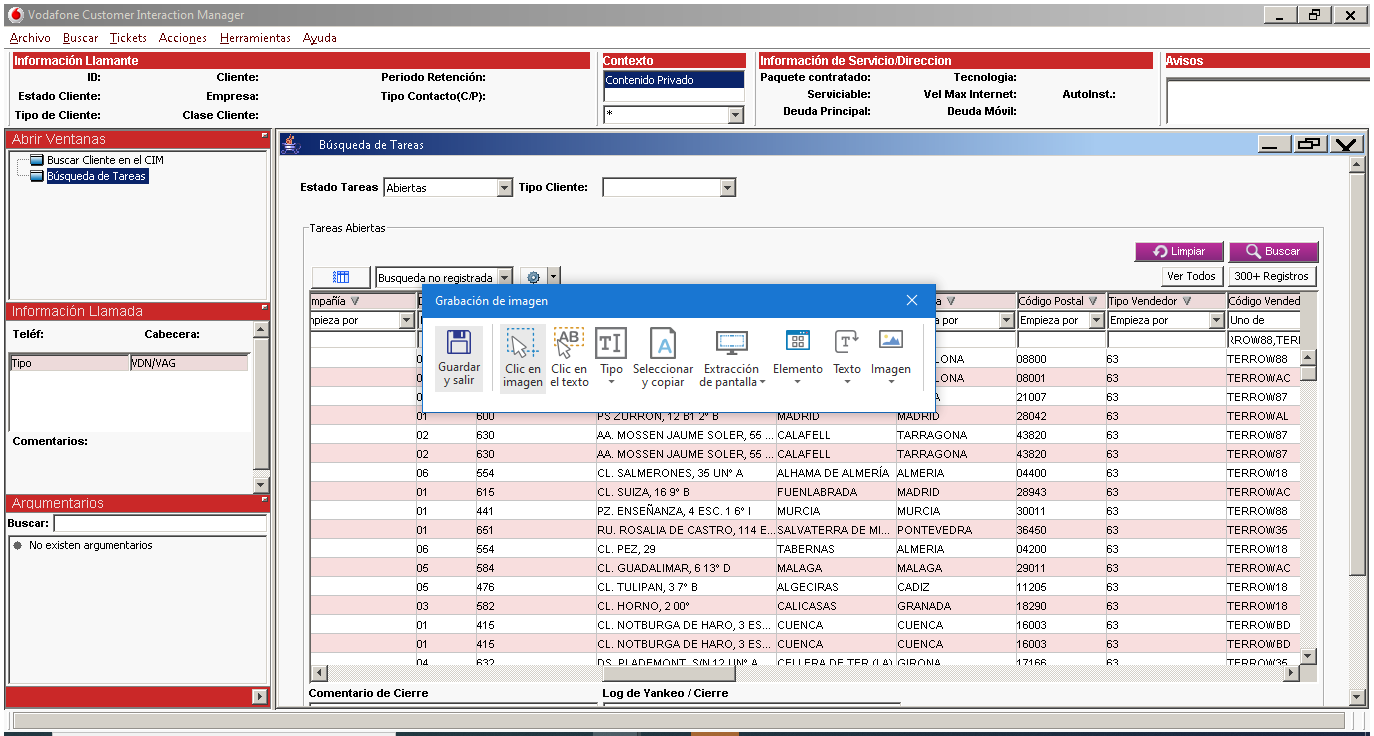 Vodafone Customer Interaction Manager
Archivo Buscar Tickets Acciones Herramientas Ayuda
Información Llamante
ID: Cliente: Periodo Retención:
Estado Cliente: Empresa: Tipo Contacto(C/P):
Tipo de Cliente: Clase Cliente:
Contexto
Contenido Privado
*
Información de Servicio/Direccion
Paquete contratado: Tecnologia:
Serviciable: Vel Max Internet: AutoInst.:
Deuda Principal: Deuda Móvil:
Avisos
Abrir Ventanas
Buscar Cliente en el CIM
Búsqueda de Tareas
Información Llamada
Teléf: Cabecera:
Tipo VDN/VAG
Comentarios:
Argumentarios
Buscar:
No existen argumentarios
Búsqueda de Tareas
Estado Tareas Abiertas Tipo Cliente:
Tareas Abiertas
Limpiar Buscar
Busqueda no registrada Ver Todos 300+ Registros
Grabación de imagen
Guardar y salir
Clic en imagen
Clic en el texto
Tipo
Seleccionar y copiar
Extracción de pantalla
Elemento
Texto
Imagen
mpañía Código Postal Tipo Vendedor Código Vended
mpieza por a por Empieza por Empieza por Uno de
RROW88,TERI
LONA 08800 63 TERROW88
LONA 08001 63 TERROWAC
A 21007 63 TERROW87
01 600 PS ZURRON, 12 B1 2º B MADRID MADRID 28042 63 TERROWAL
02 630 AA. MOSSEN JAUME SOLER, 55 ... CALAFELL TARRAGONA 43820 63 TERROW87
02 630 AA. MOSSEN JAUME SOLER, 55 ... CALAFELL TARRAGONA 43820 63 TERROW87
06 554 CL. SALMERONES, 35 UNº A ALHAMA DE ALMERÍA ALMERIA 04400 63 TERROW18
01 615 CL. SUIZA, 16 9º B FUENLABRADA MADRID 28943 63 TERROWAC
01 441 PZ. ENSEÑANZA, 4 ESC. 1 6º I MURCIA MURCIA 30011 63 TERROW88
01 651 RU. ROSALIA DE CASTRO, 114 E... SALVATERRA DE MI... PONTEVEDRA 36450 63 TERROW35
06 554 CL. PEZ, 29 TABERNAS ALMERIA 04200 63 TERROW18
05 584 CL. GUADALIMAR, 6 13º D MALAGA MALAGA 29011 63 TERROWAC
05 476 CL. TULIPAN, 3 7º B ALGECIRAS CADIZ 11205 63 TERROW18
03 582 CL. HORNO, 2 00º CALICASAS GRANADA 18290 63 TERROW18
01 415 CL. NOTBURGA DE HARO, 3 ES... CUENCA CUENCA 16003 63 TERROWBD
01 415 CL. NOTBURGA DE HARO, 3 ES... CUENCA CUENCA 16003 63 TERROWBD
04 632 DS. PLADEMONT, S/N 12 UNº A CELLERA DE TER (LA) GIRONA 17166 63 TERROW35
Comentario de Cierre Log de Yankeo / Cierre